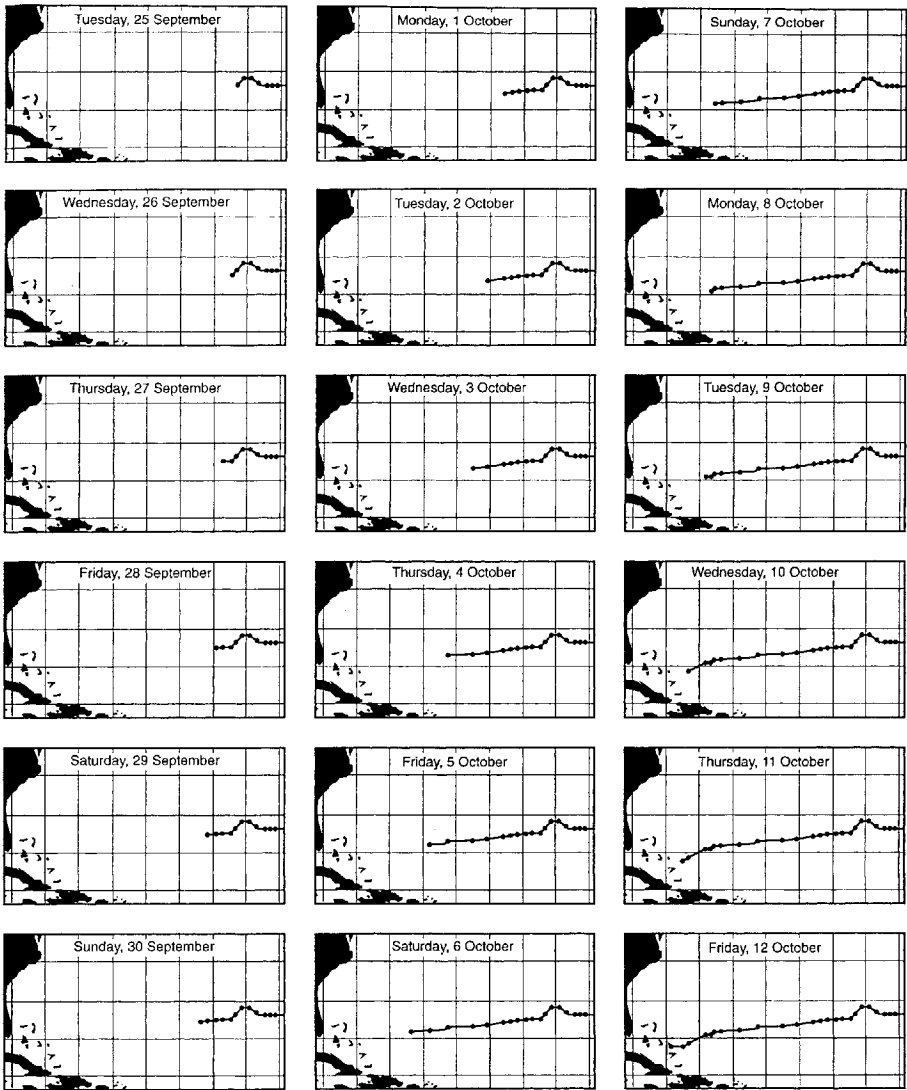 Tuesday, 25 September
Wednesday, 26 September
Thursday, 27 September
Friday, 28 September
Saturday, 29 September
Sunday, 30 September
Monday, 1 October
Tuesday, 2 October
Wednesday, 3 October
Thursday, 4 October
Friday, 5 October
Saturday, 6 October
Sunday, 7 October
Monday, 8 October
Tuesday, 9 October
Wednesday, 10 October
Thursday, 11 October
Friday, 12 October